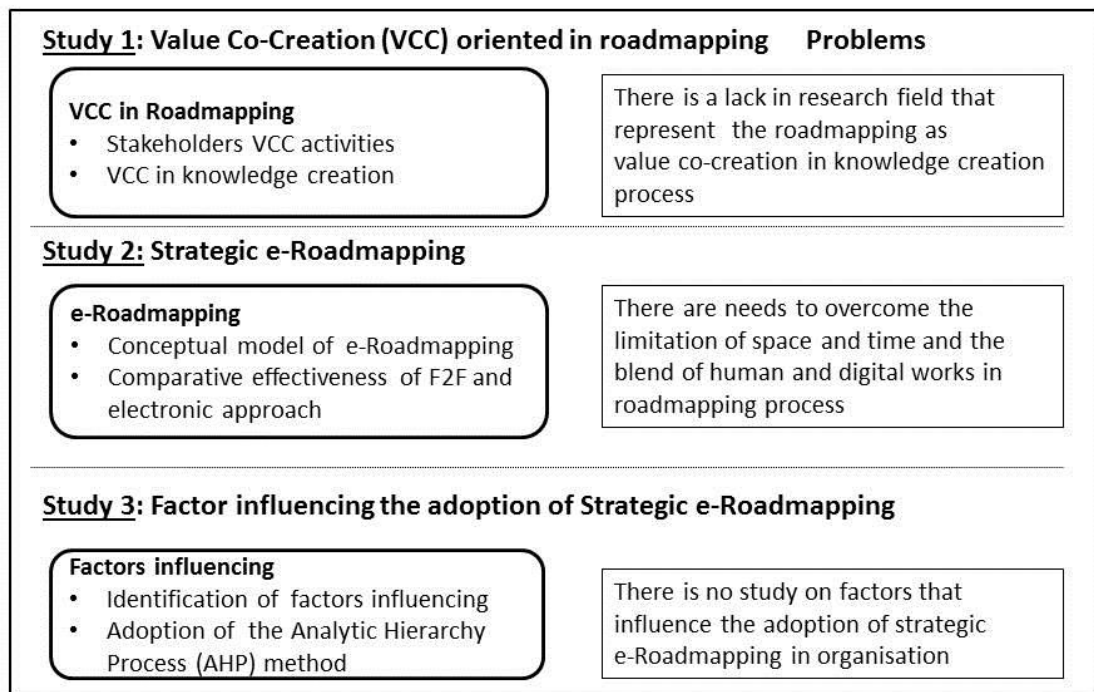 Study 1: Value Co-Creation (VCC) oriented in roadmapping Problems
VCC in Roadmapping
• Stakeholders VCC activities
• VCC in knowledge creation
There is a lack in research field that
represent the roadmapping as
value co-creation in knowledge creation
process
Study 2: Strategic e-Roadmapping
e-Roadmapping
• Conceptual model of e-Roadmapping
• Comparative effectiveness of F2F and
electronic approach
There are needs to overcome the
limitation of space and time and the
blend of human and digital works in
roadmapping process
Study 3: Factor influencing the adoption of Strategic e-Roadmapping
Factors influencing
• Identification of factors influencing
• Adoption of the Analytic Hierarchy
Process (AHP) method
There is no study on factors that
influence the adoption of strategic
e-Roadmapping in organisation